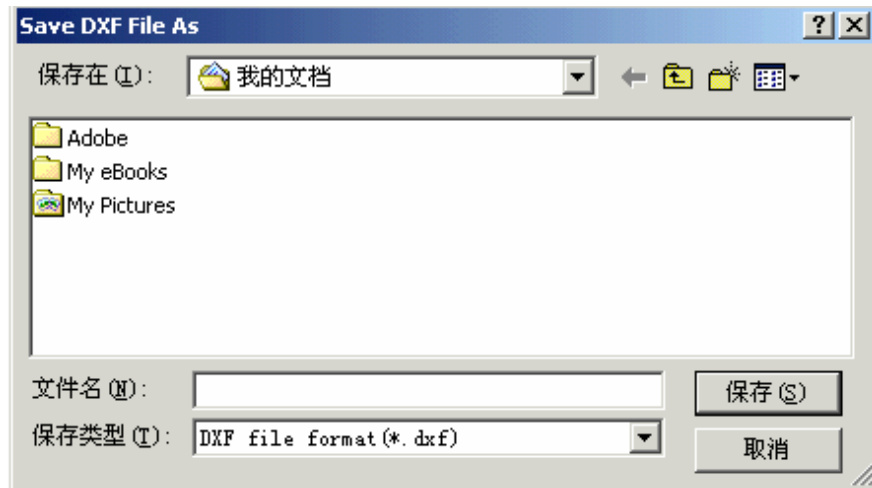 Save DXF File As
保存在(I):
我的文档
Adobe
My eBooks
My Pictures
文件名(N):
保存(S)
保存类型(T):
DXF file format(*.dxf)
取消